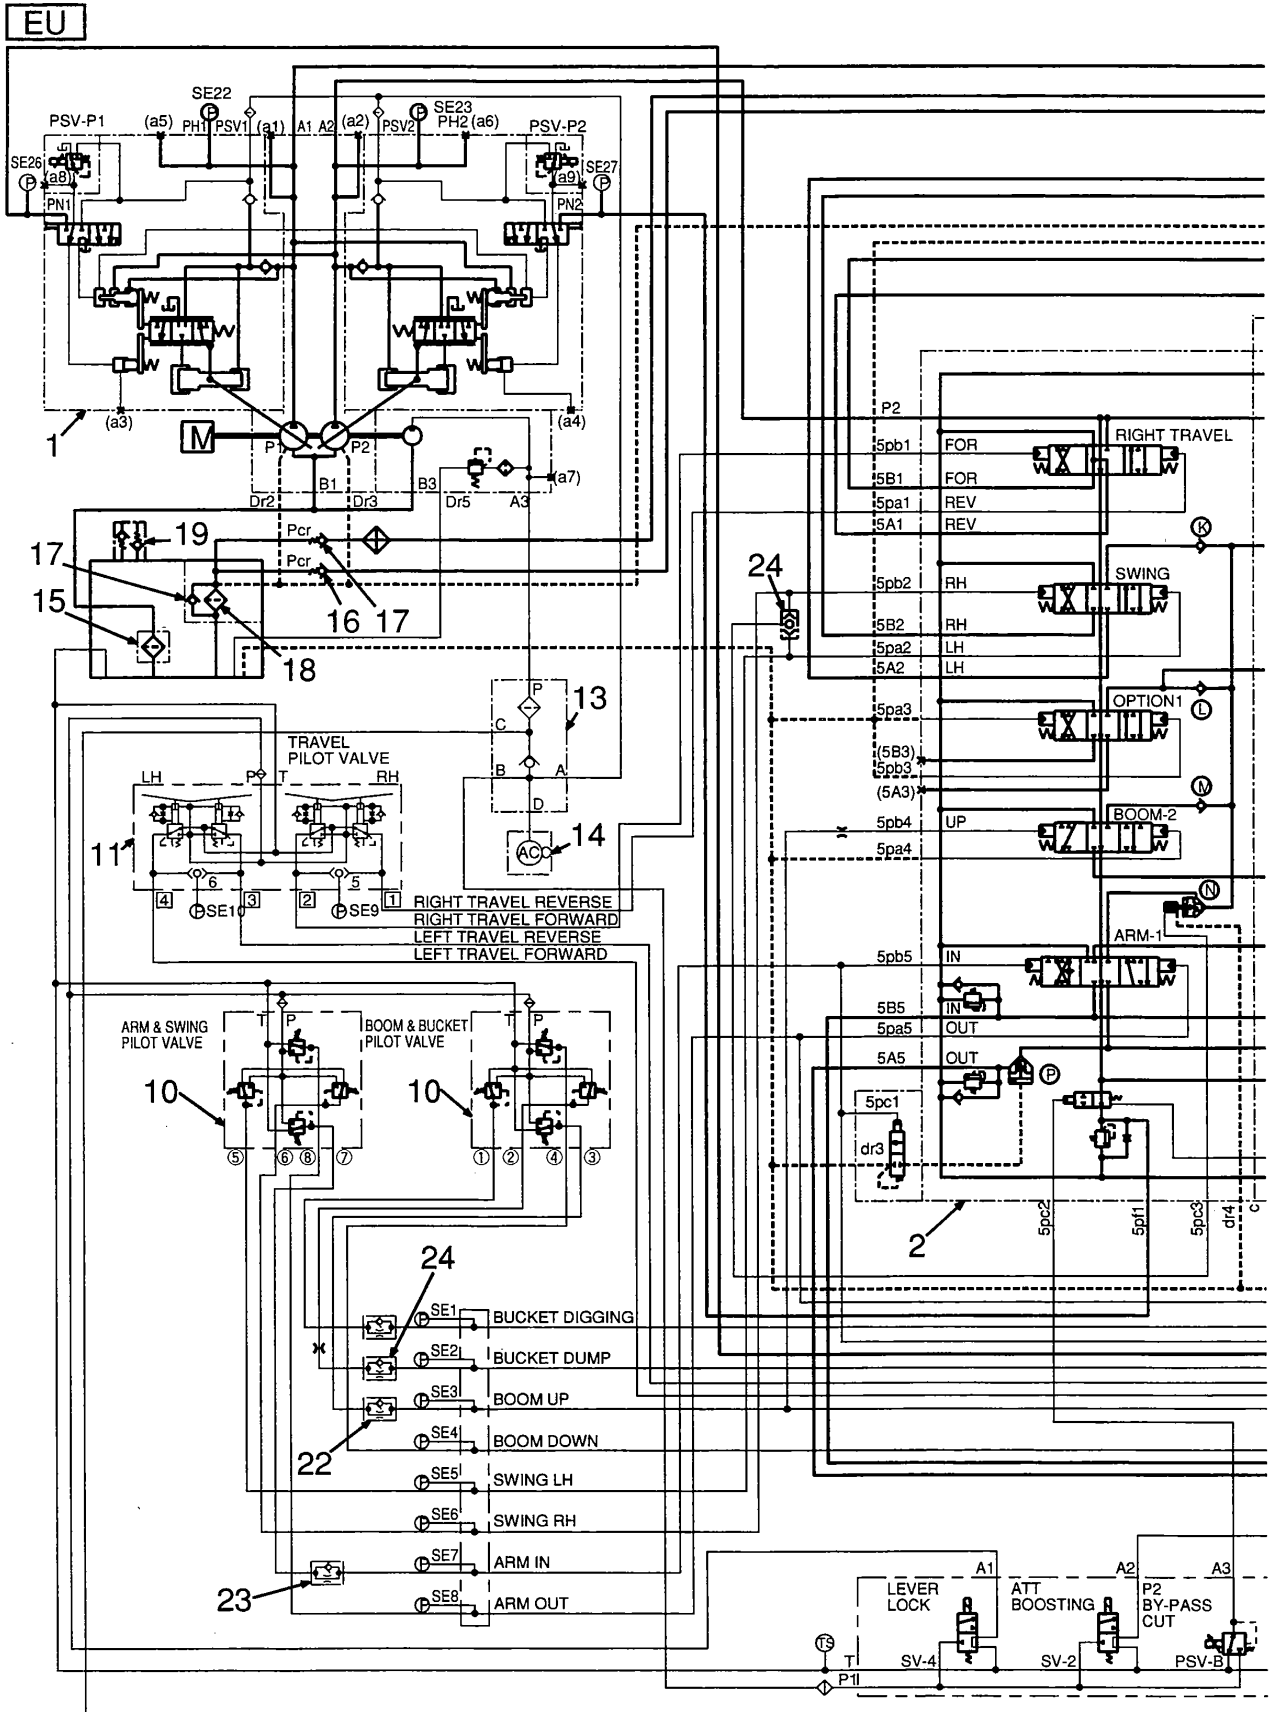 EU
SE22
SE23
PSV-P1
(a5)
PH1
PSV1
(a1)
A1
A2
(a2)
PSV2
PH2
(a6)
PSV-P2
SE26
P
P
P
SE27
P
(a8)
(a9)
PN1
PN2
(a3)
(a4)
1
M
P1
P2
(a7)
B1
B3
Dr2
Dr3
Dr5
A3
19
Pcr
17
Pcr
15
16
17
18
24
P2
5pb1 FOR
RIGHT TRAVEL
5B1 FOR
5pa1 REV
5A1 REV
K
5pb2 RH
SWING
5B2 RH
5pa2 LH
5A2 LH
5pa3
OPTION1
L
(5B3)
5pb3
(5A3)
M
5pb4 UP
BOOM-2
5pa4
N
ARM-1
5pb5 IN
5B5 IN
5pa5 OUT
5A5 OUT
P
5pc1
dr3
2
5pc2
5pf1
5pc3
dr4
C
P
13
C
B
A
D
AC
14
TRAVEL
PILOT VALVE
LH
P
T
RH
11
6
5
4
3
2
1
P SE10
P SE9
RIGHT TRAVEL REVERSE
RIGHT TRAVEL FORWARD
LEFT TRAVEL REVERSE
LEFT TRAVEL FORWARD
ARM & SWING
PILOT VALVE
T P
BOOM & BUCKET
PILOT VALVE
T P
10
10
⑤ ⑥ ⑧ ⑦
① ② ④ ③
24
P SE1 BUCKET DIGGING
P SE2 BUCKET DUMP
P SE3 BOOM UP
22
P SE4 BOOM DOWN
P SE5 SWING LH
P SE6 SWING RH
P SE7 ARM IN
23
P SE8 ARM OUT
A1
A2
A3
LEVER
LOCK
ATT
BOOSTING
P2
BY-PASS
CUT
TS
T
SV-4
SV-2
PSV-B
P1